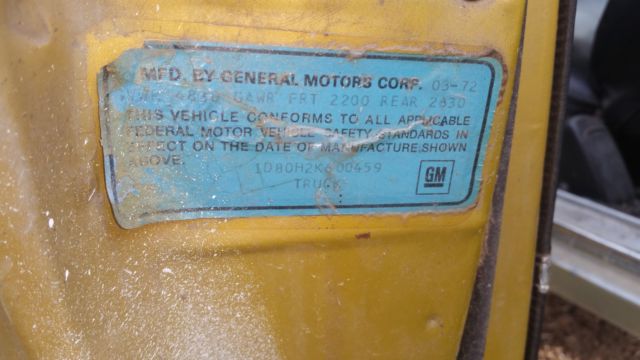 MFD. BY GENERAL MOTORS CORP. 03-72
4830 GAWR FRT 2200 REAR 2830
THIS VEHICLE CONFORMS TO ALL APPLICABLE
FEDERAL MOTOR VEHICLE SAFETY STANDARDS IN
EFFECT ON THE DATE OF MANUFACTURE SHOWN
ABOVE.
1D80H2K600459
TRUCK
GM